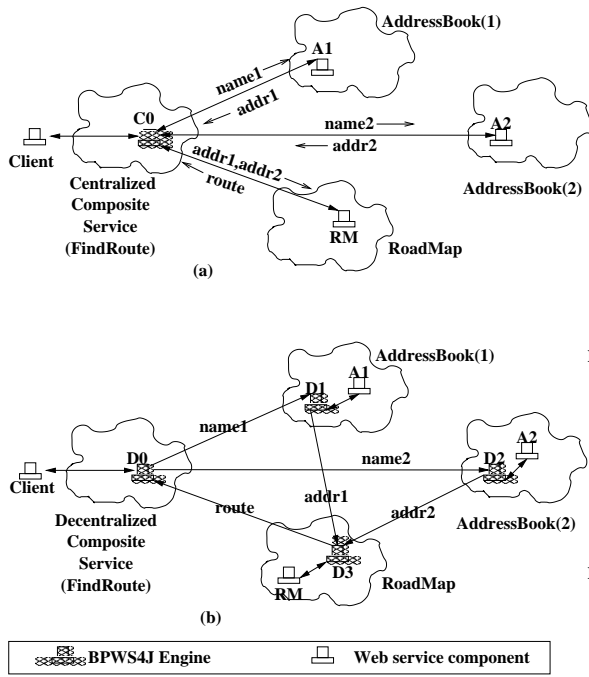 AddressBook(1)
A1
name1
addr1
C0
name2
addr2
A2
Client
addr1,addr2
route
Centralized
Composite
Service
(FindRoute)
AddressBook(2)
RM
RoadMap
(a)
AddressBook(1)
D1
A1
name1
D0
name2
D2
A2
Client
route
addr1
addr2
Decentralized
Composite
Service
(FindRoute)
AddressBook(2)
D3
RM
RoadMap
(b)
BPWS4J Engine
Web service component